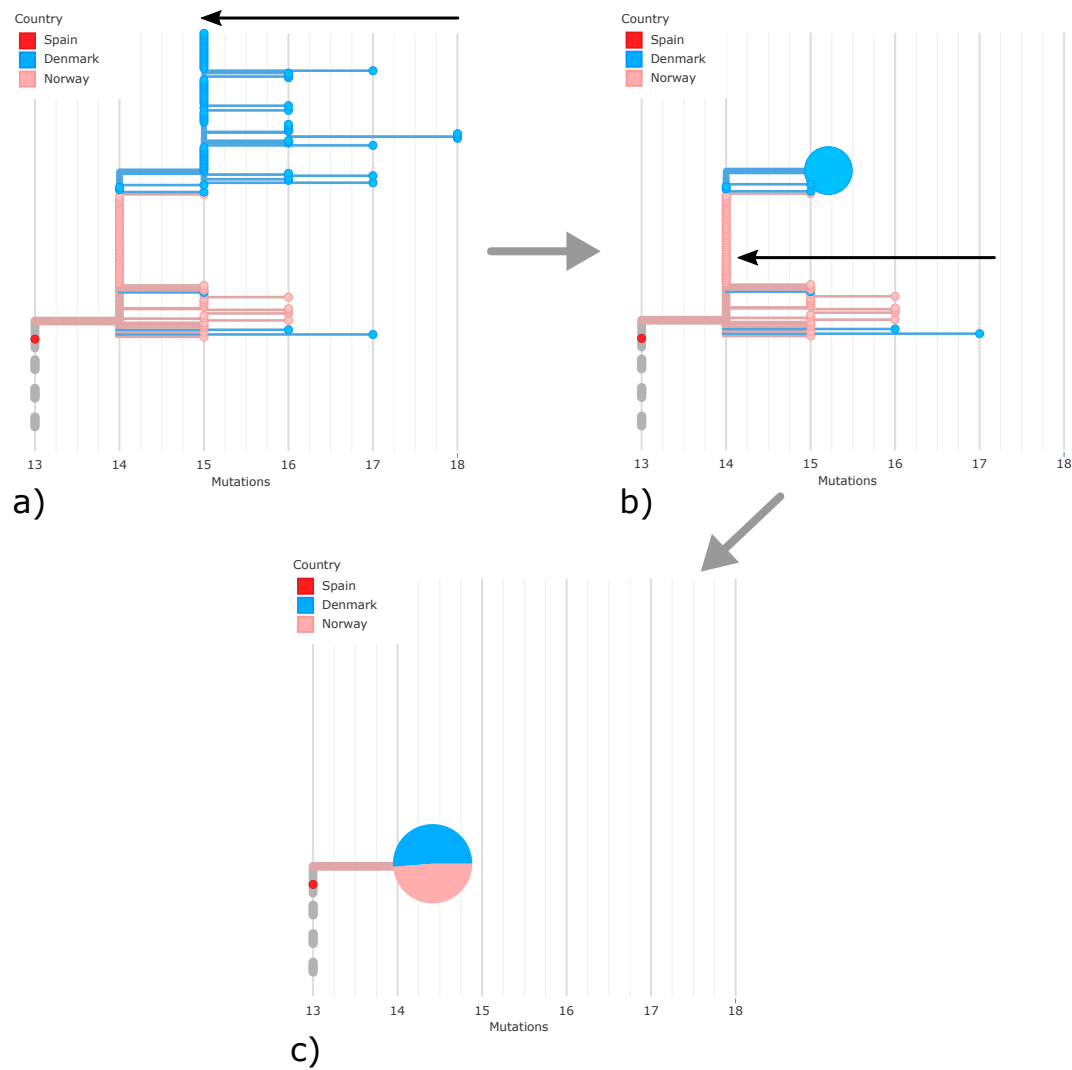 Country
Spain
Denmark
Norway
13 14 15 16 17 18
Mutations
a)
Country
Spain
Denmark
Norway
13 14 15 16 17 18
Mutations
b)
Country
Spain
Denmark
Norway
13 14 15 16 17 18
Mutations
c)